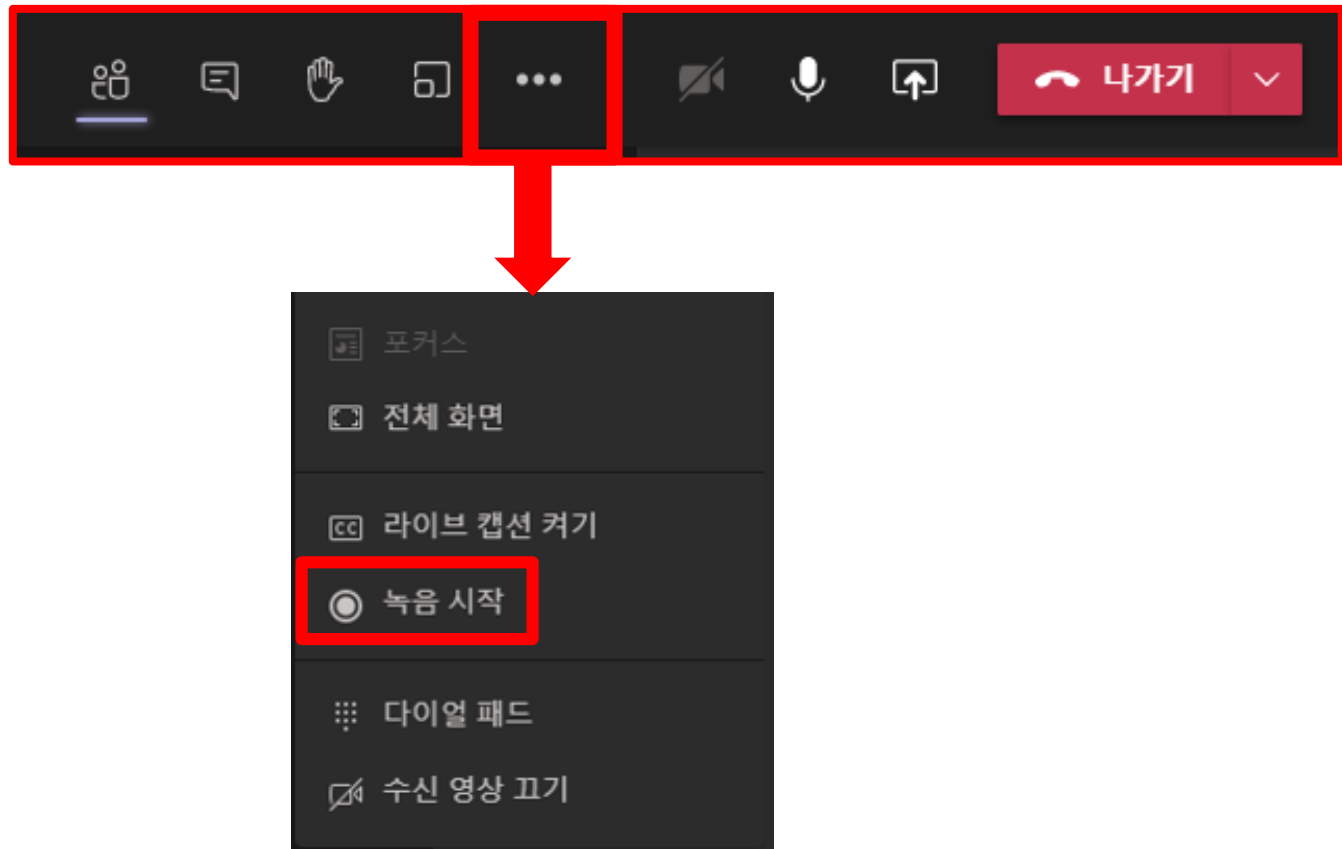 나가기
포커스
전체 화면
CC 라이브 캡션 켜기
녹음 시작
다이얼 패드
수신 영상 끄기